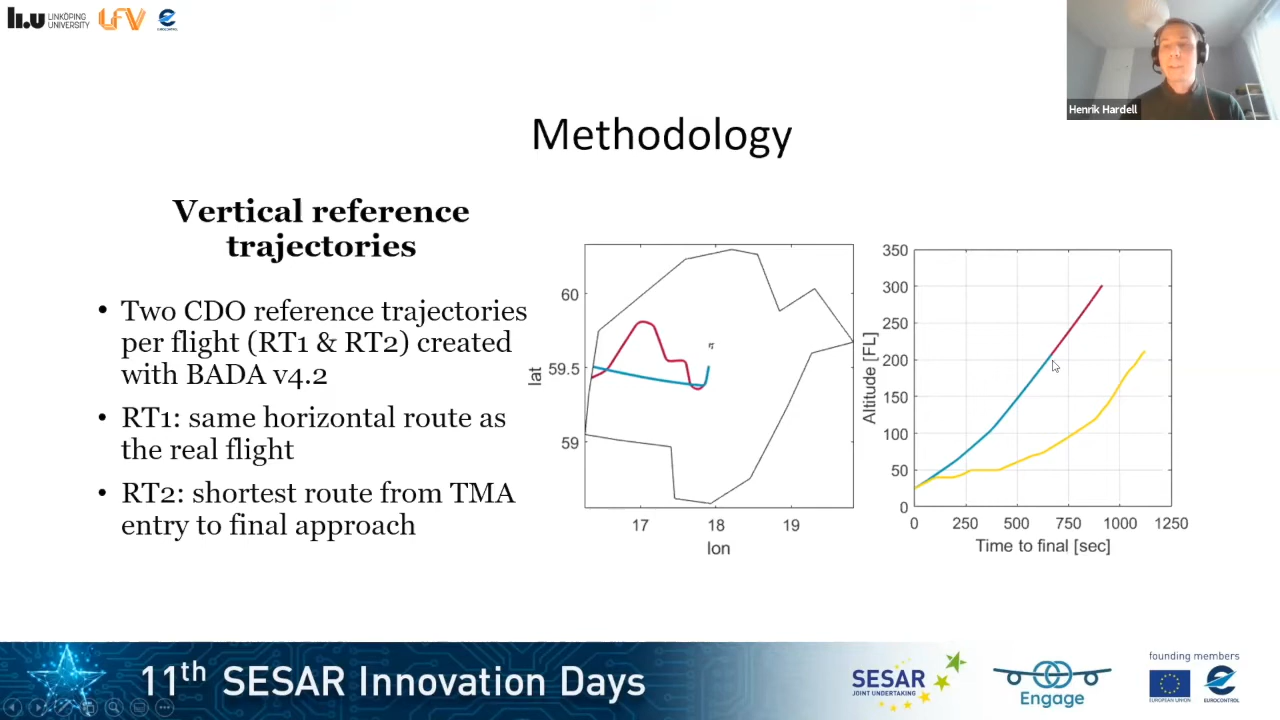 LINKÖPING
UNIVERSITY
LFV
EUROCONTROL
Henrik Hardell
Methodology
Vertical reference
trajectories
• Two CDO reference trajectories
per flight (RT1 & RT2) created
with BADA v4.2
• RT1: same horizontal route as
the real flight
• RT2: shortest route from TMA
entry to final approach
60
59.5
59
lat
17
18
19
lon
350
300
250
200
150
100
50
0
Altitude [FL]
0
250
500
750
1000
1250
Time to final [sec]
11th SESAR Innovation Days
SESAR
JOINT UNDERTAKING
Engage
founding members
EUROPEAN UNION
EUROCONTROL